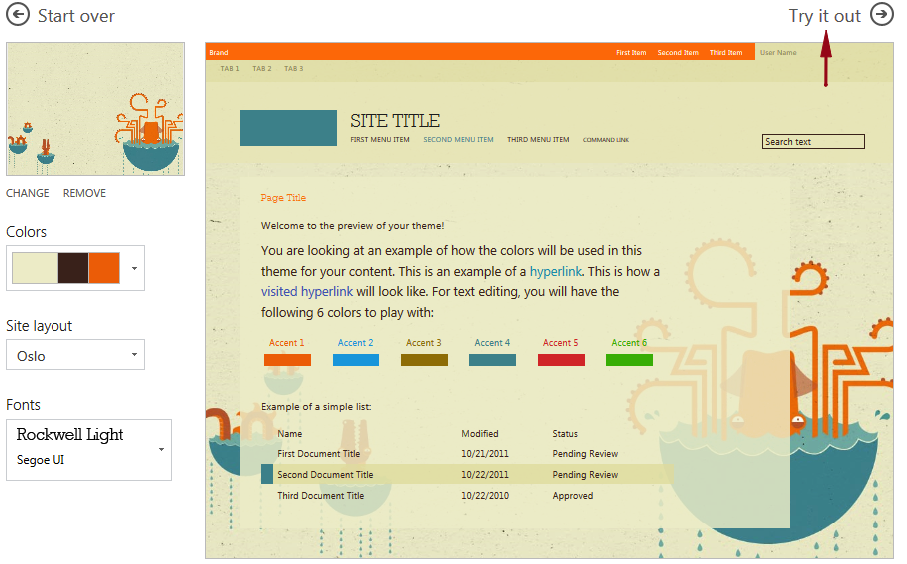 Start over
Try it out
CHANGE REMOVE
Colors
Site layout
Oslo
Fonts
Rockwell Light
Segoe UI
Brand First Item Second Item Third Item User Name
TAB 1 TAB 2 TAB 3
SITE TITLE
FIRST MENU ITEM SECOND MENU ITEM THIRD MENU ITEM COMMAND LINK
Search text
Page Title
Welcome to the preview of your theme!
You are looking at an example of how the colors will be used in this
theme for your content. This is an example of a hyperlink. This is how a
visited hyperlink will look like. For text editing, you will have the
following 6 colors to play with:
Accent 1 Accent 2 Accent 3 Accent 4 Accent 5 Accent 6
Example of a simple list:
Name Modified Status
First Document Title 10/21/2011 Pending Review
Second Document Title 10/22/2011 Pending Review
Third Document Title 10/22/2010 Approved